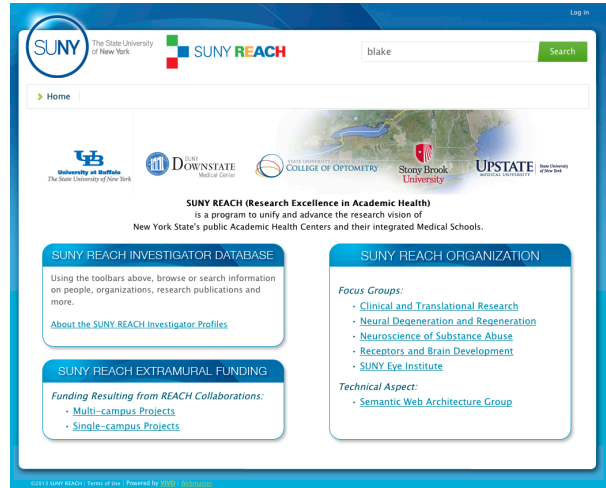 Log in
SUNY
The State University
of New York
SUNY REACH
blake
Search
Home
UB
University at Buffalo
The State University of New York
SUNY
DOWNSTATE
Medical Center
STATE UNIVERSITY OF NEW YORK
COLLEGE OF OPTOMETRY
Stony Brook
University
UPSTATE
MEDICAL UNIVERSITY
State University
of New York
SUNY REACH (Research Excellence in Academic Health)
is a program to unify and advance the research vision of
New York State's public Academic Health Centers and their integrated Medical Schools.
SUNY REACH INVESTIGATOR DATABASE
Using the toolbars above, browse or search information
on people, organizations, research publications and
more.
About the SUNY REACH Investigator Profiles
SUNY REACH EXTRAMURAL FUNDING
Funding Resulting from REACH Collaborations:
• Multi-campus Projects
• Single-campus Projects
SUNY REACH ORGANIZATION
Focus Groups:
• Clinical and Translational Research
• Neural Degeneration and Regeneration
• Neuroscience of Substance Abuse
• Receptors and Brain Development
• SUNY Eye Institute
Technical Aspect:
• Semantic Web Architecture Group
©2013 SUNY REACH | Terms of Use | Powered by VIVO | Webmaster